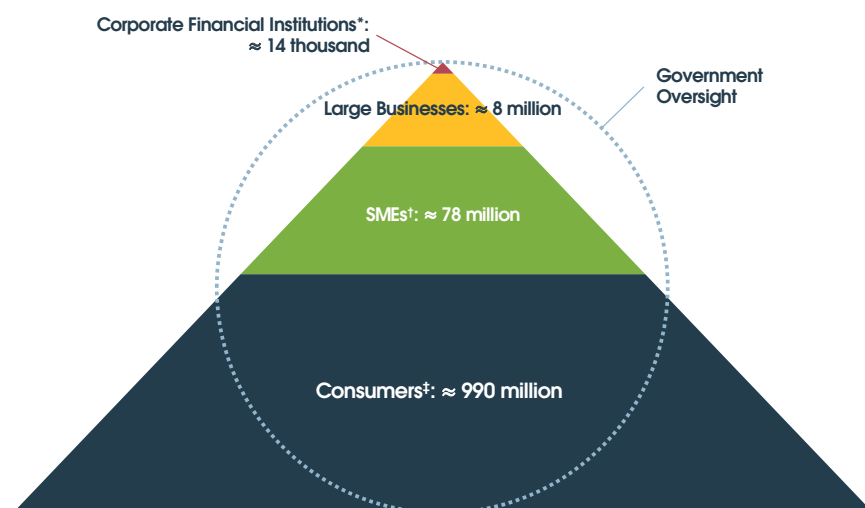 Corporate Financial Institutions*:
≈ 14 thousand
Government
Oversight
Large Businesses: ≈ 8 million
SMEs†: ≈ 78 million
Consumers‡: ≈ 990 million